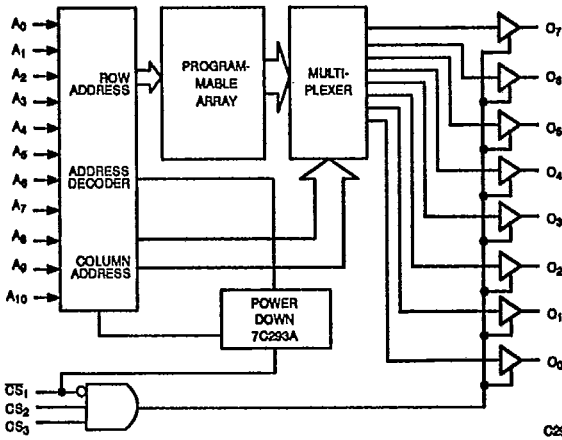 A0
A1
A2
A3
A4
A5
A6
A7
A8
A9
A10
ROW
ADDRESS
ADDRESS
DECODER
COLUMN
ADDRESS
PROGRAM-
MABLE
ARRAY
MULTI-
PLEXER
POWER
DOWN
7C293A
O7
O6
O5
O4
O3
O2
O1
O0
CS1
CS2
CS3